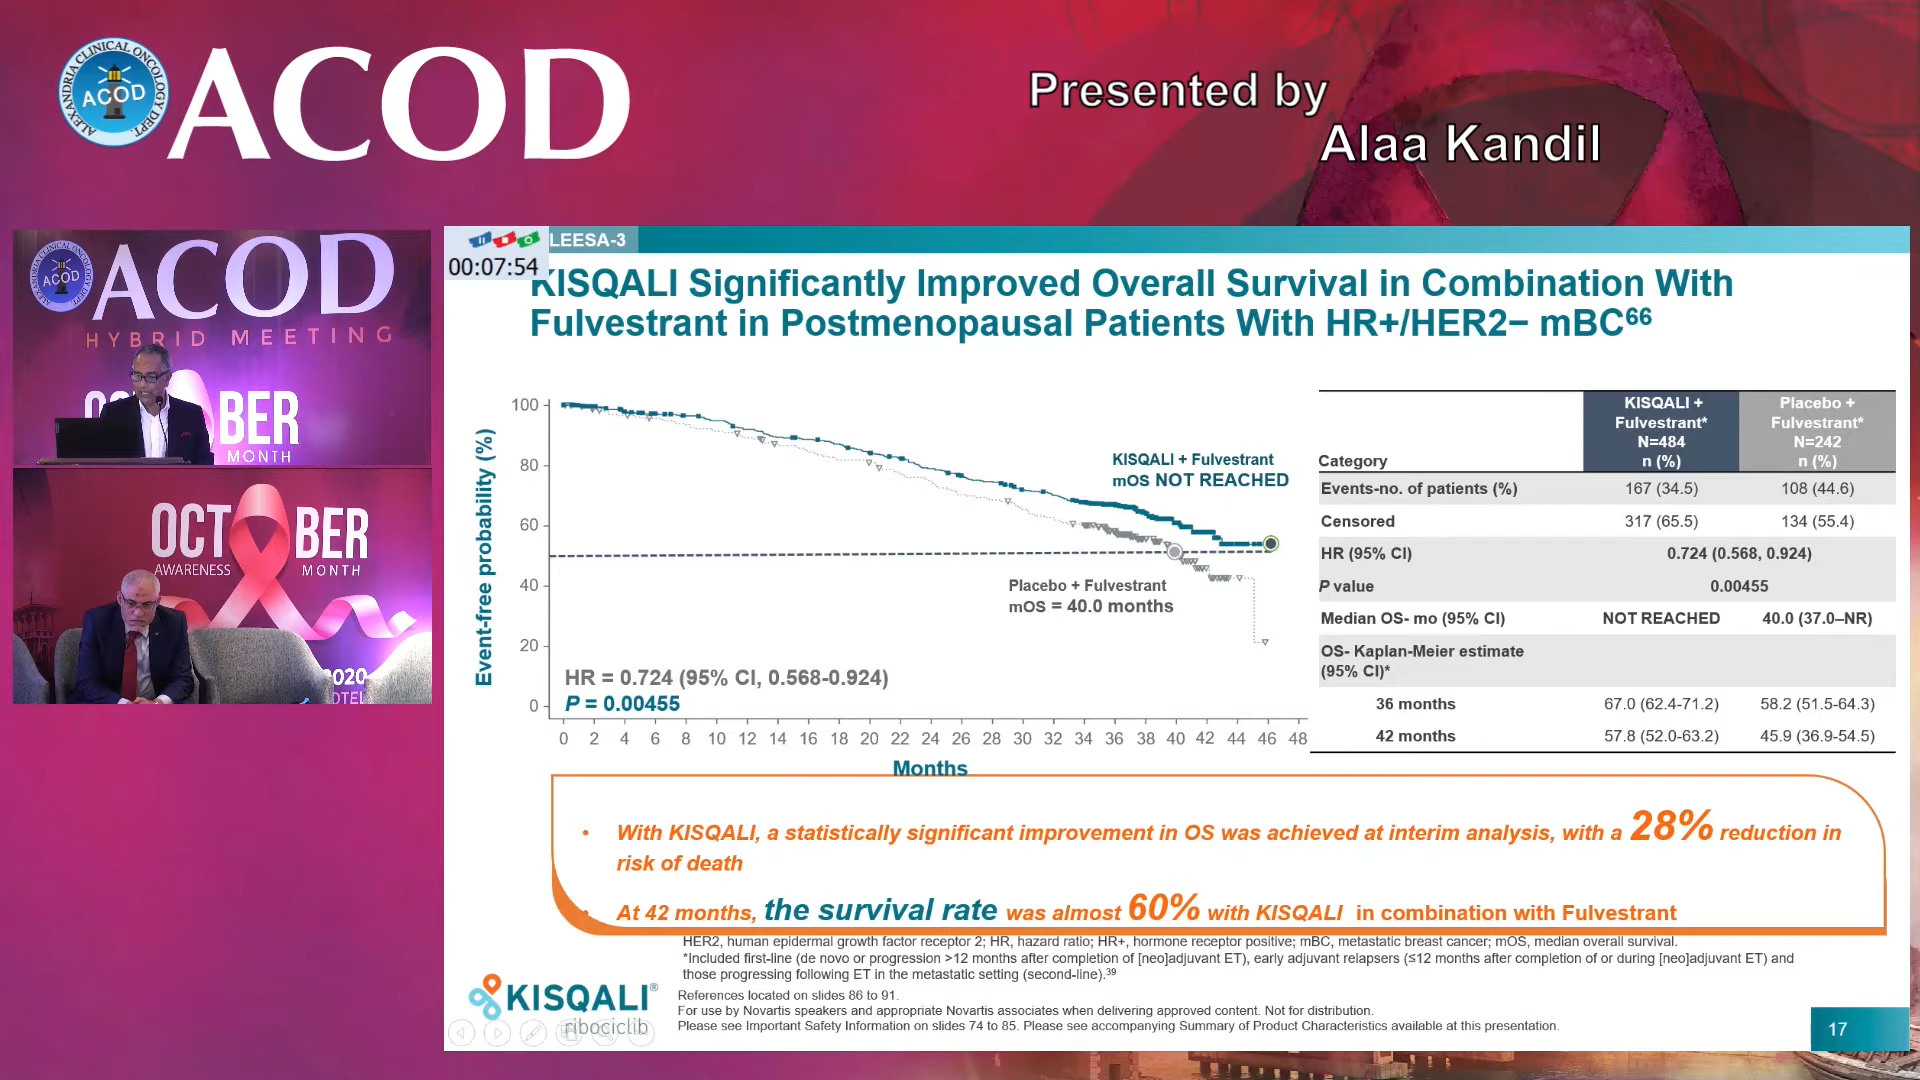 ALEXANDRIA CLINICAL ONCOLOGY DEPT.
ACOD
ACOD
Presented by
Alaa Kandil
ACOD
ACOD
HYBRID MEETING
BER
MONTH
OCT
BER
AWARENESS
MONTH
2020
00:07:54
LEESA-3
KISQALI Significantly Improved Overall Survival in Combination With
Fulvestrant in Postmenopausal Patients With HR+/HER2− mBC66
Event-free probability (%)
100
80
60
40
20
0
KISQALI + Fulvestrant
mOS NOT REACHED
Placebo + Fulvestrant
mOS = 40.0 months
HR = 0.724 (95% CI, 0.568-0.924)
P = 0.00455
0 2 4 6 8 10 12 14 16 18 20 22 24 26 28 30 32 34 36 38 40 42 44 46 48
Months
Category KISQALI + Fulvestrant* N=484 n (%) Placebo + Fulvestrant* N=242 n (%)
Events-no. of patients (%) 167 (34.5) 108 (44.6)
Censored 317 (65.5) 134 (55.4)
HR (95% CI) 0.724 (0.568, 0.924)
P value 0.00455
Median OS- mo (95% CI) NOT REACHED 40.0 (37.0–NR)
OS- Kaplan-Meier estimate
(95% CI)*
36 months 67.0 (62.4-71.2) 58.2 (51.5-64.3)
42 months 57.8 (52.0-63.2) 45.9 (36.9-54.5)
• With KISQALI, a statistically significant improvement in OS was achieved at interim analysis, with a 28% reduction in
risk of death
• At 42 months, the survival rate was almost 60% with KISQALI in combination with Fulvestrant
HER2, human epidermal growth factor receptor 2; HR, hazard ratio; HR+, hormone receptor positive; mBC, metastatic breast cancer; mOS, median overall survival.
*Included first-line (de novo or progression >12 months after completion of [neo]adjuvant ET), early adjuvant relapsers (≤12 months after completion of or during [neo]adjuvant ET) and
those progressing following ET in the metastatic setting (second-line).39
References located on slides 86 to 91.
For use by Novartis speakers and appropriate Novartis associates when delivering approved content. Not for distribution.
Please see Important Safety Information on slides 74 to 85. Please see accompanying Summary of Product Characteristics available at this presentation.
KISQALI®
ribociclib
17